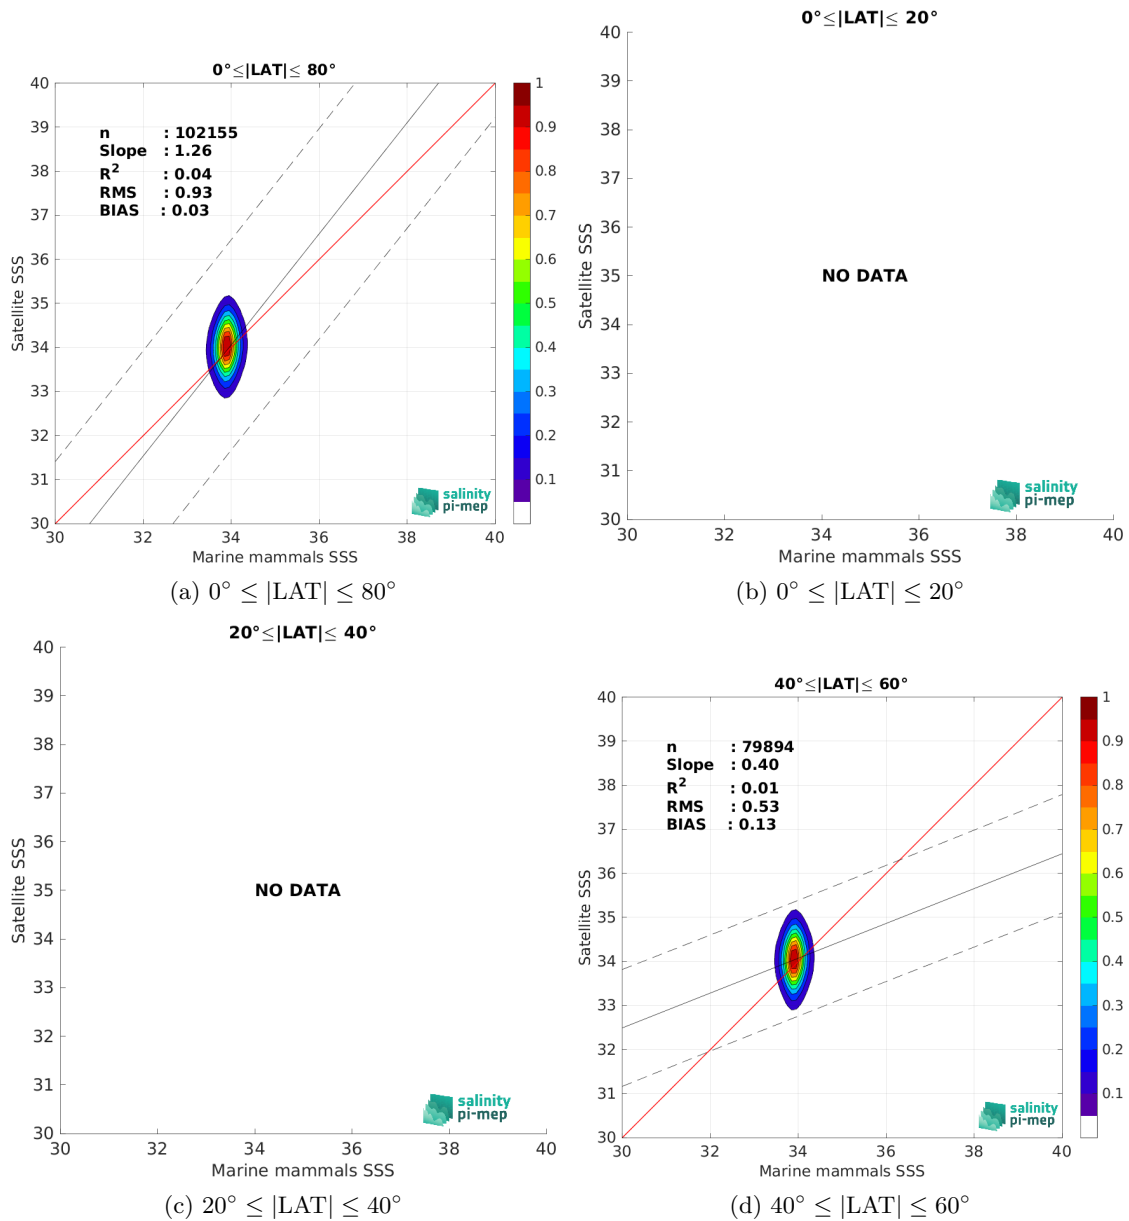 0°≤|LAT|≤ 80°
40
39
38
37
36
35
34
33
32
31
30
Satellite SSS
n : 102155
Slope : 1.26
R² : 0.04
RMS : 0.93
BIAS : 0.03
salinity
pi-mep
30 32 34 36 38 40
Marine mammals SSS
1
0.9
0.8
0.7
0.6
0.5
0.4
0.3
0.2
0.1
(a) 0° ≤ |LAT| ≤ 80°
0°≤|LAT|≤ 20°
40
39
38
37
36
35
34
33
32
31
30
Satellite SSS
NO DATA
salinity
pi-mep
30 32 34 36 38 40
Marine mammals SSS
(b) 0° ≤ |LAT| ≤ 20°
20°≤|LAT|≤ 40°
40
39
38
37
36
35
34
33
32
31
30
Satellite SSS
NO DATA
salinity
pi-mep
30 32 34 36 38 40
Marine mammals SSS
(c) 20° ≤ |LAT| ≤ 40°
40°≤|LAT|≤ 60°
40
39
38
37
36
35
34
33
32
31
30
Satellite SSS
n : 79894
Slope : 0.40
R² : 0.01
RMS : 0.53
BIAS : 0.13
salinity
pi-mep
30 32 34 36 38 40
Marine mammals SSS
1
0.9
0.8
0.7
0.6
0.5
0.4
0.3
0.2
0.1
(d) 40° ≤ |LAT| ≤ 60°